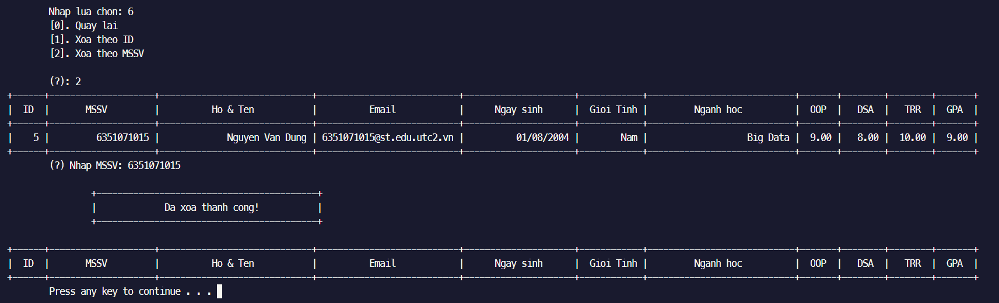 Nhap lua chon: 6
[0]. Quay lai
[1]. Xoa theo ID
[2]. Xoa theo MSSV
(?): 2
| ID | MSSV | Ho & Ten | Email | Ngay sinh | Gioi Tinh | Nganh hoc | OOP | DSA | TRR | GPA |
| 5 | 6351071015 | Nguyen Van Dung | 6351071015@st.edu.utc2.vn | 01/08/2004 | Nam | Big Data | 9.00 | 8.00 | 10.00 | 9.00 |
(?) Nhap MSSV: 6351071015
| Da xoa thanh cong! |
| ID | MSSV | Ho & Ten | Email | Ngay sinh | Gioi Tinh | Nganh hoc | OOP | DSA | TRR | GPA |
Press any key to continue . . .